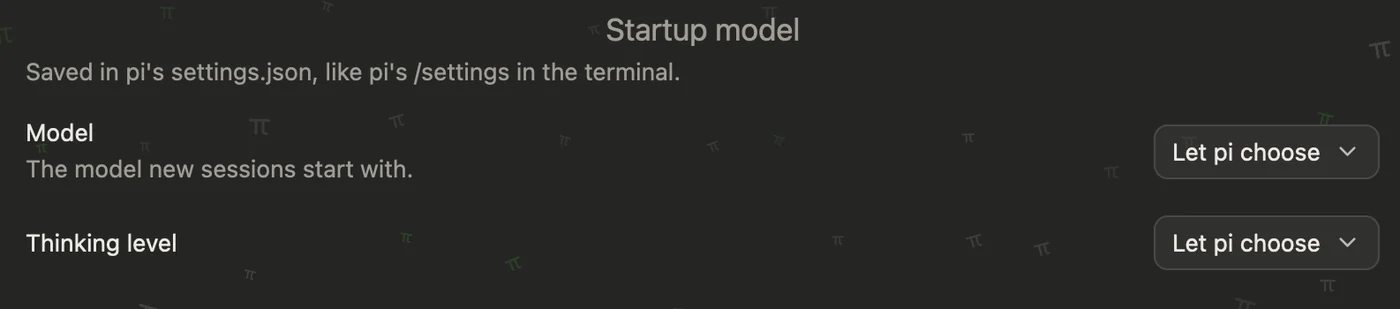 Startup model
Saved in pi's settings.json, like pi's /settings in the terminal.
Model
The model new sessions start with.
Let pi choose
Thinking level
Let pi choose